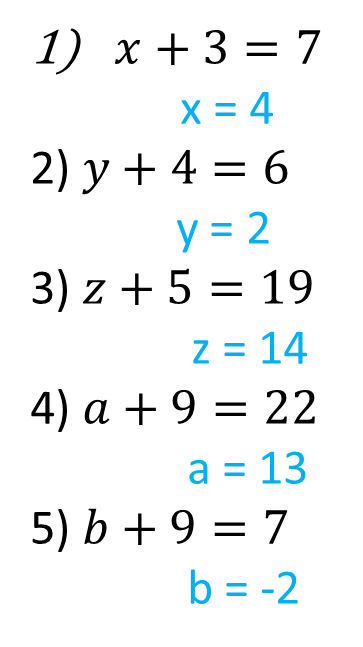 1) x + 3 = 7
x = 4
2) y + 4 = 6
y = 2
3) z + 5 = 19
z = 14
4) a + 9 = 22
a = 13
5) b + 9 = 7
b = -2